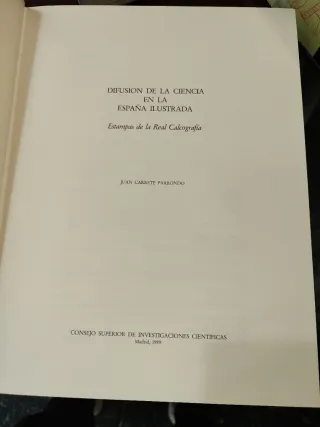 DIFUSION DE LA CIENCIA
EN LA
ESPAÑA ILUSTRADA
Estampas de la Real Calcografía
JUAN CARRETE PARRONDO
CONSEJO SUPERIOR DE INVESTIGACIONES CIENTIFICAS
Madrid, 1989